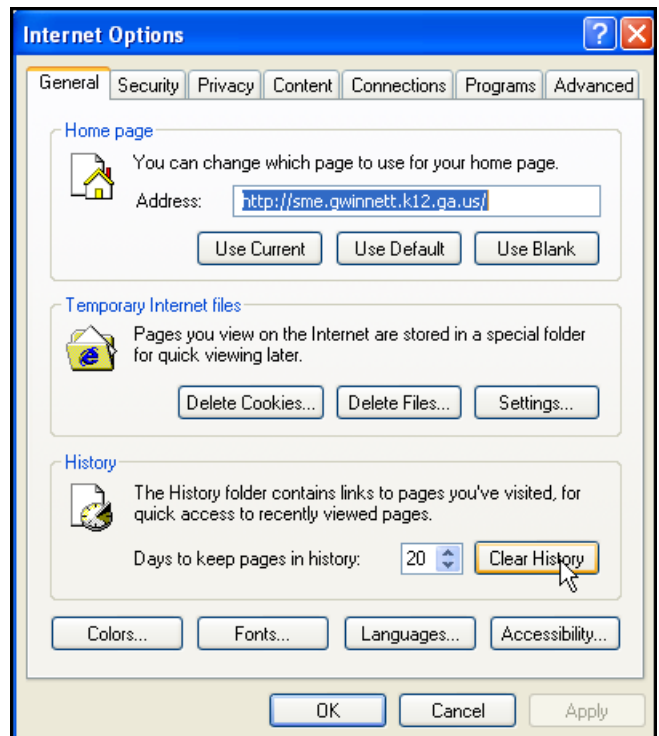 Internet Options
General Security Privacy Content Connections Programs Advanced
Home page
You can change which page to use for your home page.
Address: http://sme.gwinnett.k12.ga.us/
Use Current Use Default Use Blank
Temporary Internet files
Pages you view on the Internet are stored in a special folder
for quick viewing later.
Delete Cookies... Delete Files... Settings...
History
The History folder contains links to pages you've visited, for
quick access to recently viewed pages.
Days to keep pages in history: 20 Clear History
Colors... Fonts... Languages... Accessibility...
OK Cancel Apply